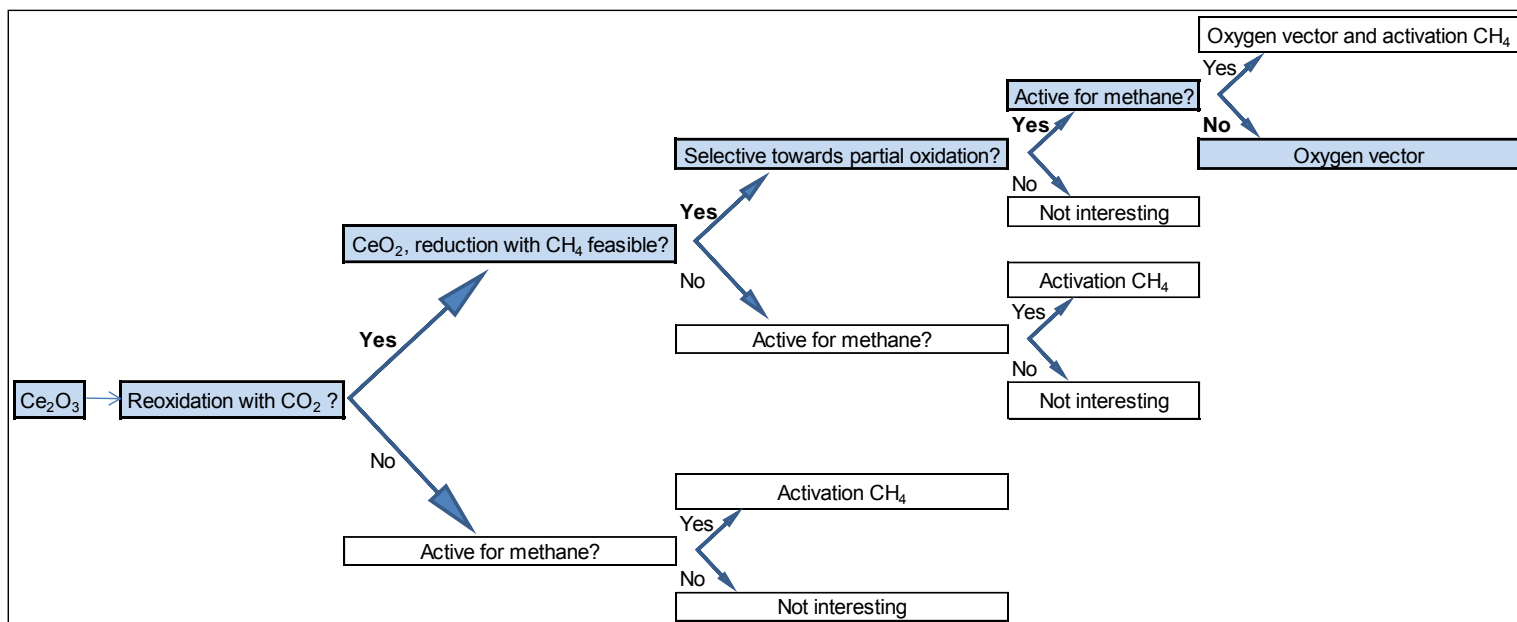 Oxygen vector and activation CH₄
Yes
Active for methane?
Yes
No
Selective towards partial oxidation?
Oxygen vector
No
Yes
Not interesting
CeO₂, reduction with CH₄ feasible?
No
Activation CH₄
Yes
Yes
Active for methane?
No
Ce₂O₃
Reoxidation with CO₂ ?
Not interesting
No
Activation CH₄
Yes
Active for methane?
No
Not interesting